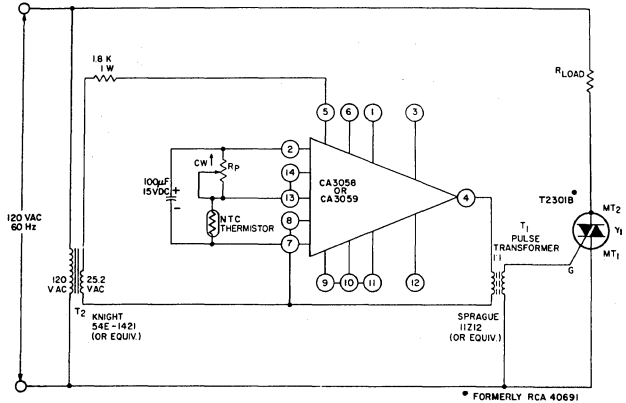 120 VAC
60 Hz
1.8 K
1 W
5
6
1
3
R LOAD
2
14
13
8
7
CW
RP
100µF
15VDC
+
-
NTC
THERMISTOR
CA3058
OR
CA3059
4
9
10
11
12
T2301B •
MT2
Y1
MT1
G
T1
PULSE
TRANSFORMER
1:1
120
V AC
25.2
VAC
T2
KNIGHT
54E-1421
(OR EQUIV.)
SPRAGUE
11Z12
(OR EQUIV.)
• FORMERLY RCA 40691